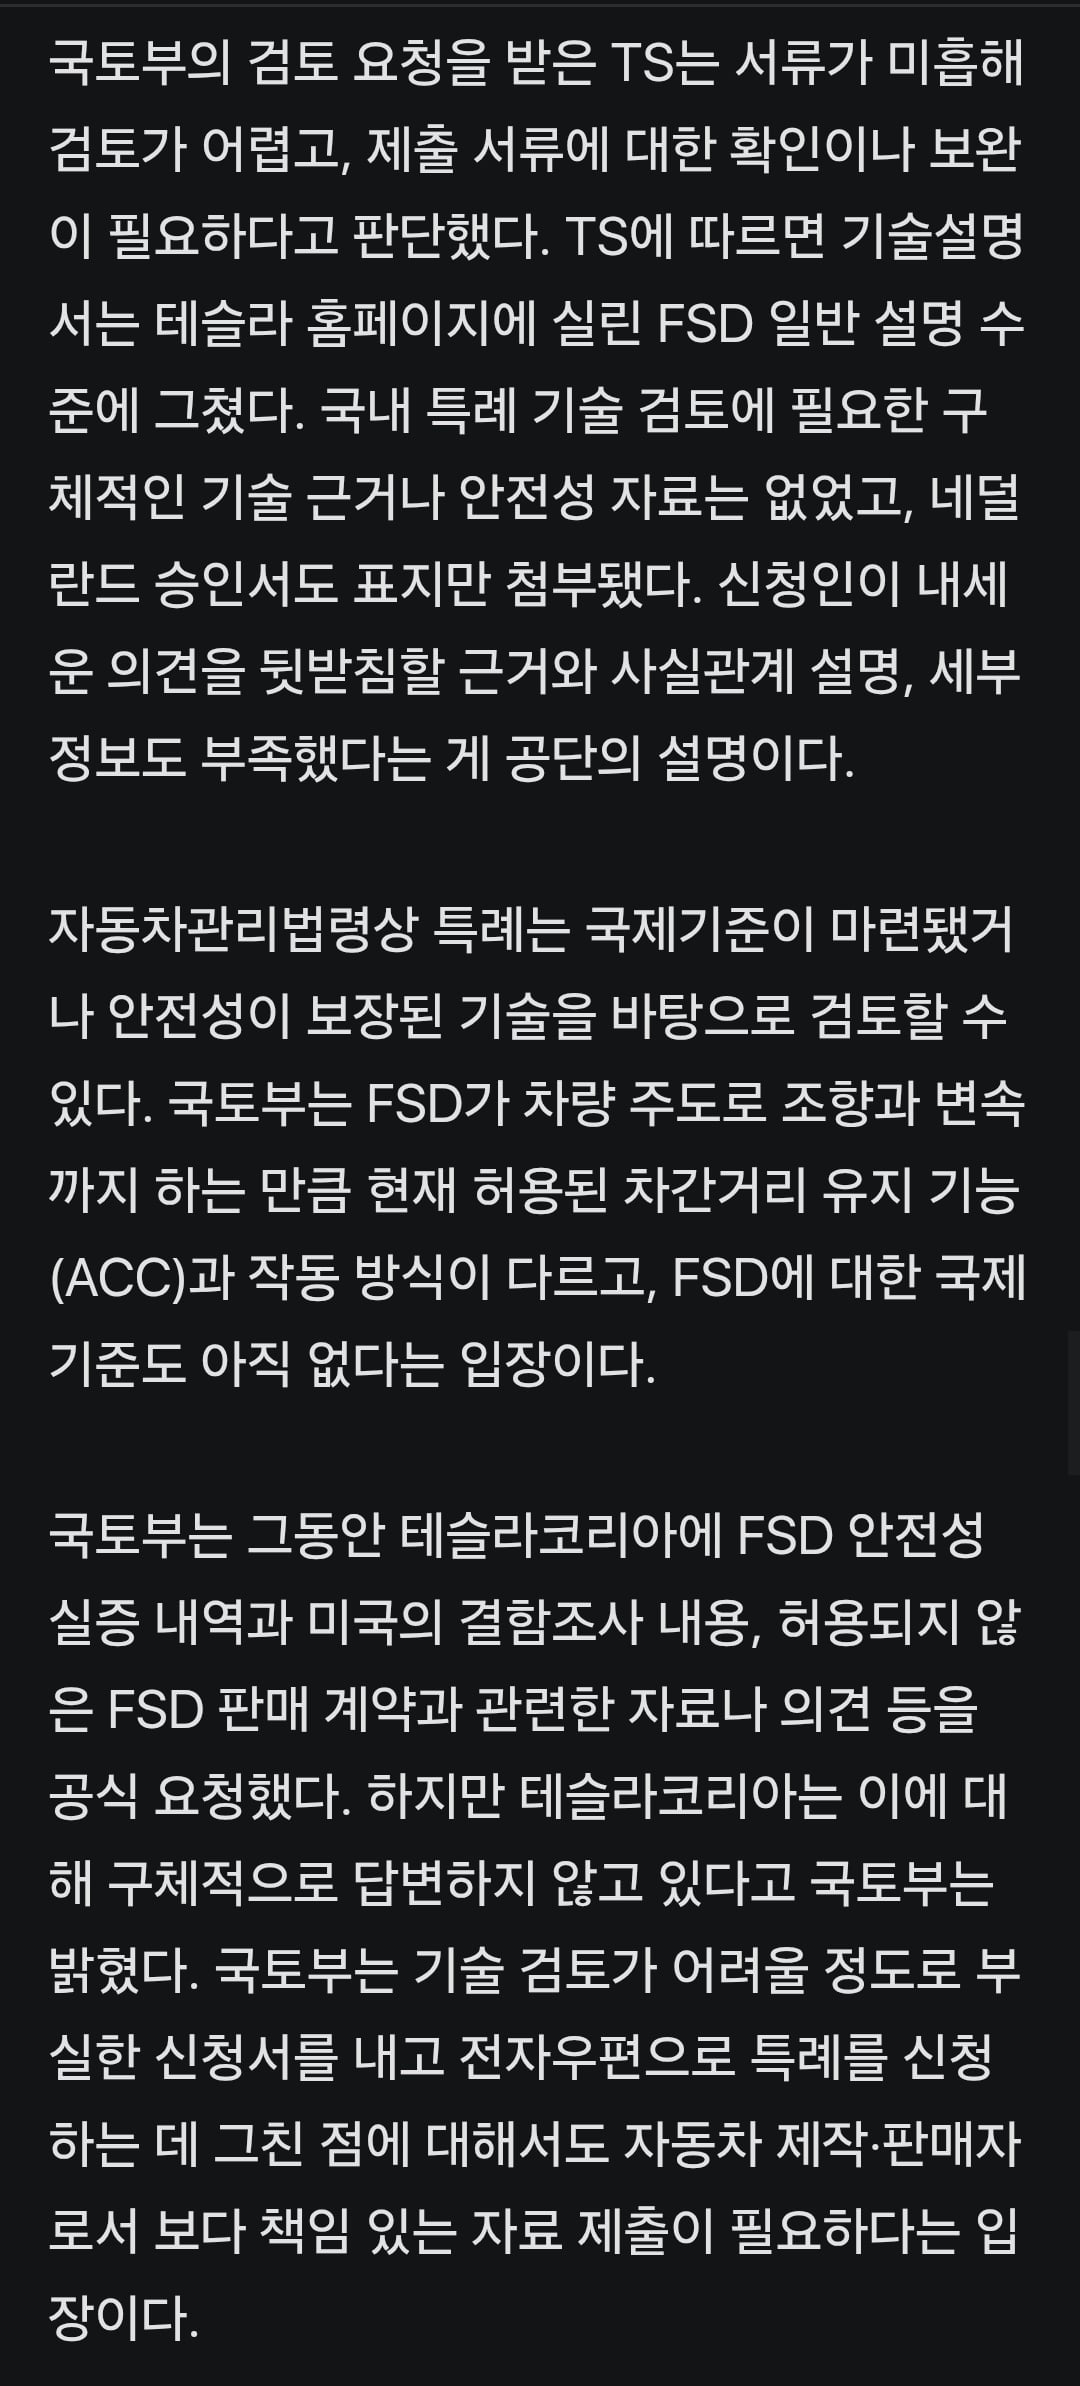 국토부의 검토 요청을 받은 TS는 서류가 미흡해
검토가 어렵고, 제출 서류에 대한 확인이나 보완
이 필요하다고 판단했다. TS에 따르면 기술설명
서는 테슬라 홈페이지에 실린 FSD 일반 설명 수
준에 그쳤다. 국내 특례 기술 검토에 필요한 구
체적인 기술 근거나 안전성 자료는 없었고, 네덜
란드 승인서도 표지만 첨부됐다. 신청인이 내세
운 의견을 뒷받침할 근거와 사실관계 설명, 세부
정보도 부족했다는 게 공단의 설명이다.
자동차관리법령상 특례는 국제기준이 마련됐거
나 안전성이 보장된 기술을 바탕으로 검토할 수
있다. 국토부는 FSD가 차량 주도로 조향과 변속
까지 하는 만큼 현재 허용된 차간거리 유지 기능
(ACC)과 작동 방식이 다르고, FSD에 대한 국제
기준도 아직 없다는 입장이다.
국토부는 그동안 테슬라코리아에 FSD 안전성
실증 내역과 미국의 결함조사 내용, 허용되지 않
은 FSD 판매 계약과 관련한 자료나 의견 등을
공식 요청했다. 하지만 테슬라코리아는 이에 대
해 구체적으로 답변하지 않고 있다고 국토부는
밝혔다. 국토부는 기술 검토가 어려울 정도로 부
실한 신청서를 내고 전자우편으로 특례를 신청
하는 데 그친 점에 대해서도 자동차 제작·판매자
로서 보다 책임 있는 자료 제출이 필요하다는 입
장이다.